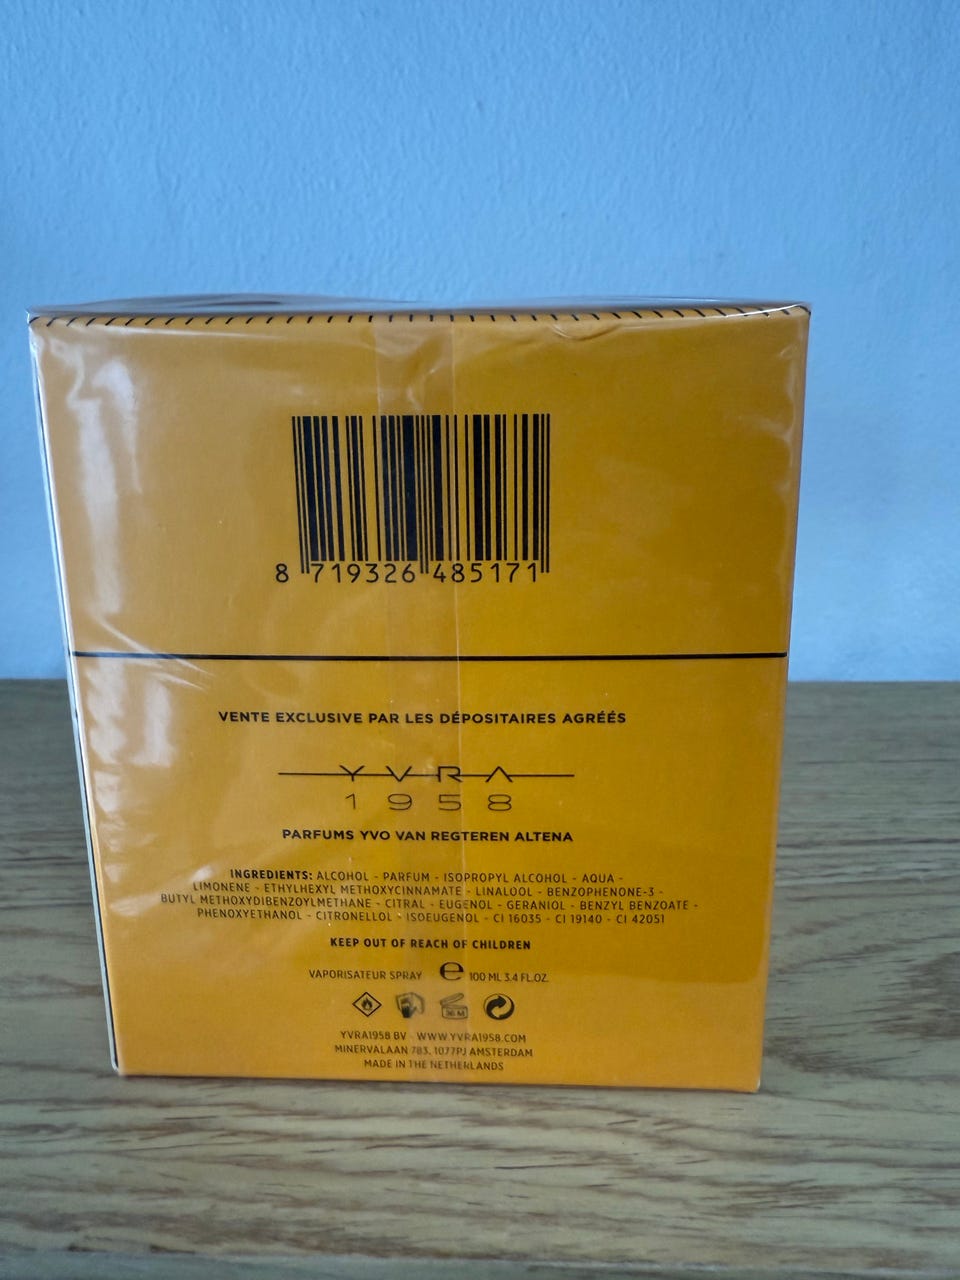 8 719326 485171
VENTE EXCLUSIVE PAR LES DÉPOSITAIRES AGRÉÉS
YVRA
1958
PARFUMS YVO VAN REGTEREN ALTENA
INGREDIENTS: ALCOHOL - PARFUM - ISOPROPYL ALCOHOL - AQUA -
LIMONENE - ETHYLHEXYL METHOXYCINNAMATE - LINALOOL - BENZOPHENONE-3 -
BUTYL METHOXYDIBENZOYLMETHANE - CITRAL - EUGENOL - GERANIOL - BENZYL BENZOATE -
PHENOXYETHANOL - CITRONELLOL - ISOEUGENOL - CI 16035 - CI 19140 - CI 42051
KEEP OUT OF REACH OF CHILDREN
VAPORISATEUR SPRAY e 100 ML 3.4 FL.OZ.
36 M
YVRA1958 BV - WWW.YVRA1958.COM
MINERVALAAN 783, 1077PJ AMSTERDAM
MADE IN THE NETHERLANDS